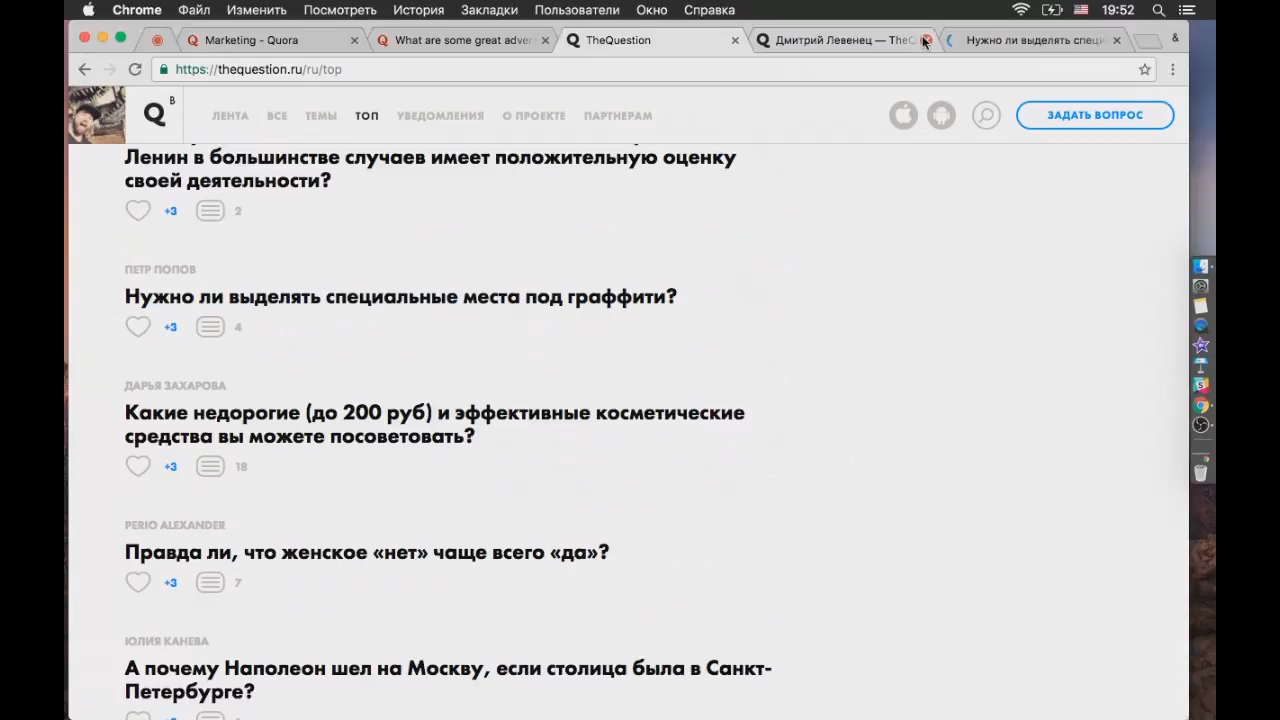 Chrome Файл Изменить Посмотреть История Закладки Пользователи Окно Справка 19:52
Marketing - Quora What are some great adver TheQuestion Дмитрий Левенец — TheQ Нужно ли выделять специ
https://thequestion.ru/ru/top
Q B ЛЕНТА ВСЕ ТЕМЫ ТОП УВЕДОМЛЕНИЯ О ПРОЕКТЕ ПАРТНЕРАМ ЗАДАТЬ ВОПРОС
Ленин в большинстве случаев имеет положительную оценку
своей деятельности?
+3 2
ПЕТР ПОПОВ
Нужно ли выделять специальные места под граффити?
+3 4
ДАРЬЯ ЗАХАРОВА
Какие недорогие (до 200 руб) и эффективные косметические
средства вы можете посоветовать?
+3 18
PERIO ALEXANDER
Правда ли, что женское «нет» чаще всего «да»?
+3 7
ЮЛИЯ КАНЕВА
А почему Наполеон шел на Москву, если столица была в Санкт-
Петербурге?